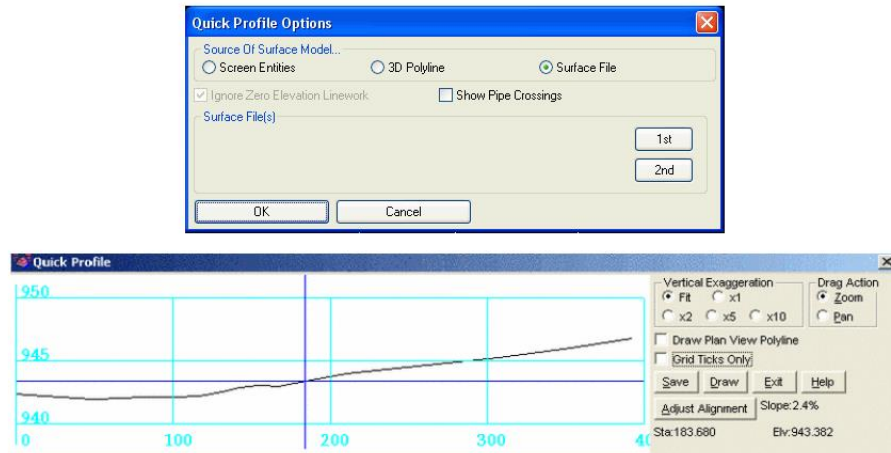 Quick Profile Options
Source Of Surface Model...
Screen Entities 3D Polyline Surface File
Ignore Zero Elevation Linework Show Pipe Crossings
Surface File(s)
1st
2nd
OK Cancel
Quick Profile
950
945
940
0 100 200 300 40
Vertical Exaggeration Drag Action
Fit x1 Zoom
x2 x5 x10 Pan
Draw Plan View Polyline
Grid Ticks Only
Save Draw Exit Help
Adjust Alignment Slope:2.4%
Sta:183.680 Elv:943.382